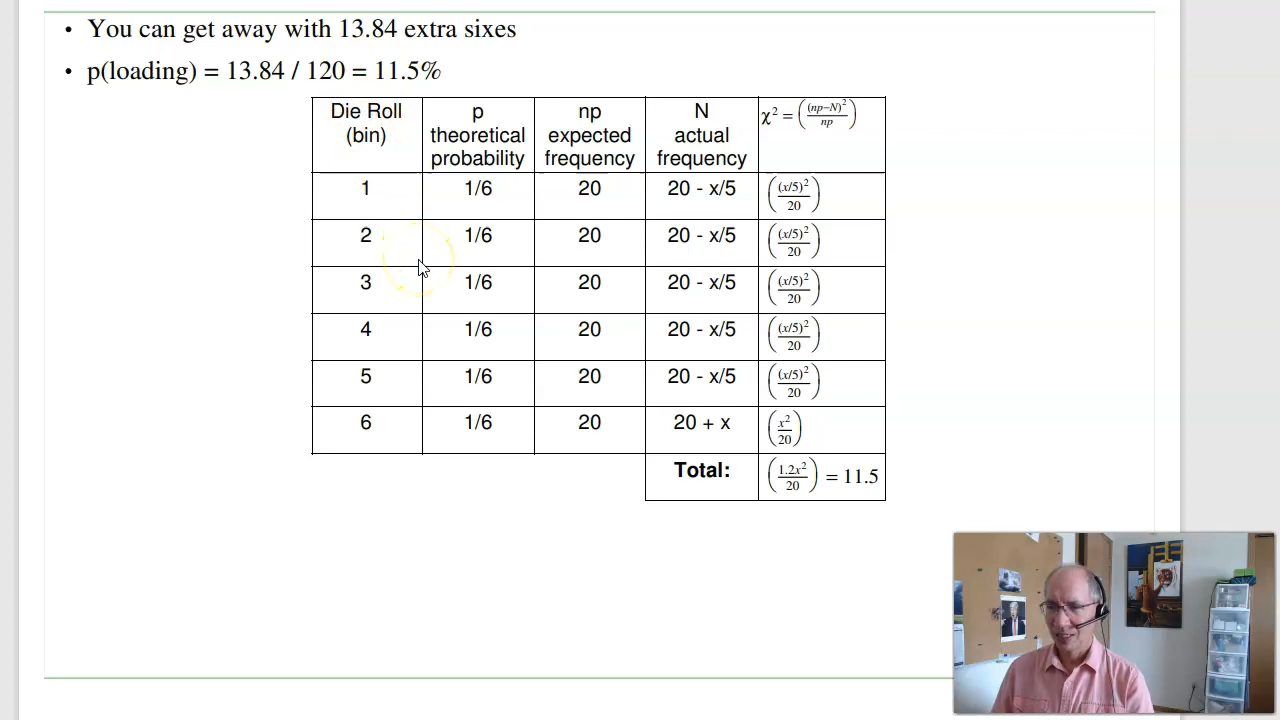 • You can get away with 13.84 extra sixes
• p(loading) = 13.84 / 120 = 11.5%
Die Roll (bin) | p theoretical probability | np expected frequency | N actual frequency | χ² = ((np−N)²/np)
1 | 1/6 | 20 | 20 - x/5 | ((x/5)²/20)
2 | 1/6 | 20 | 20 - x/5 | ((x/5)²/20)
3 | 1/6 | 20 | 20 - x/5 | ((x/5)²/20)
4 | 1/6 | 20 | 20 - x/5 | ((x/5)²/20)
5 | 1/6 | 20 | 20 - x/5 | ((x/5)²/20)
6 | 1/6 | 20 | 20 + x | (x²/20)
Total: | (1.2x²/20) = 11.5